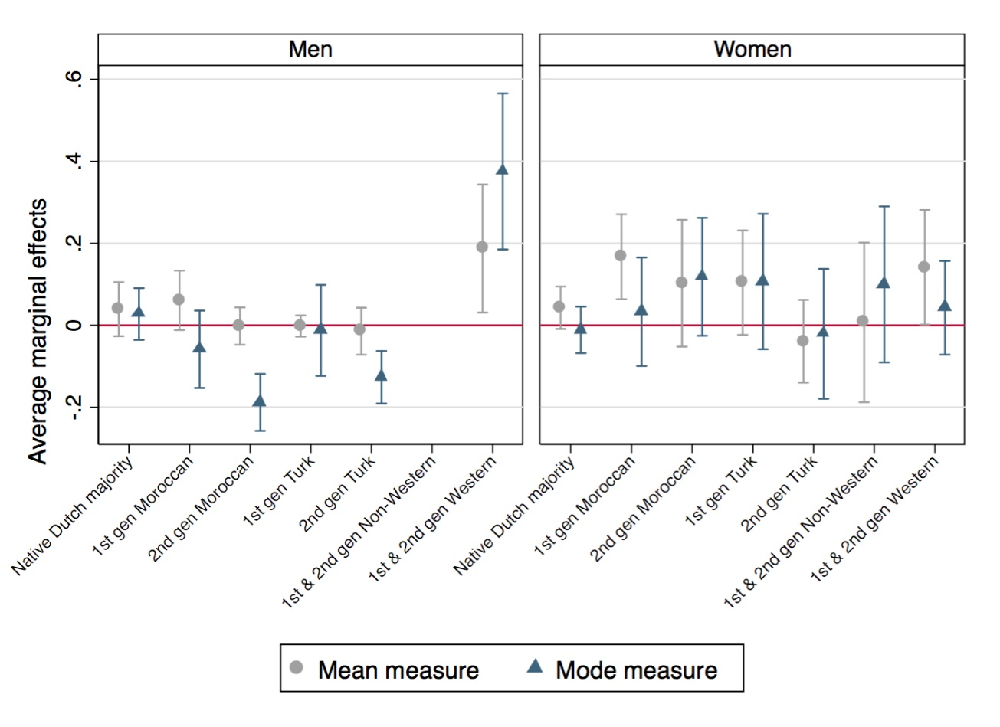 Men
Women
Average marginal effects
.6
.4
.2
0
-.2
Native Dutch majority
1st gen Moroccan
2nd gen Moroccan
1st gen Turk
2nd gen Turk
1st & 2nd gen Non-Western
1st & 2nd gen Western
Native Dutch majority
1st gen Moroccan
2nd gen Moroccan
1st gen Turk
2nd gen Turk
1st & 2nd gen Non-Western
1st & 2nd gen Western
Mean measure
Mode measure